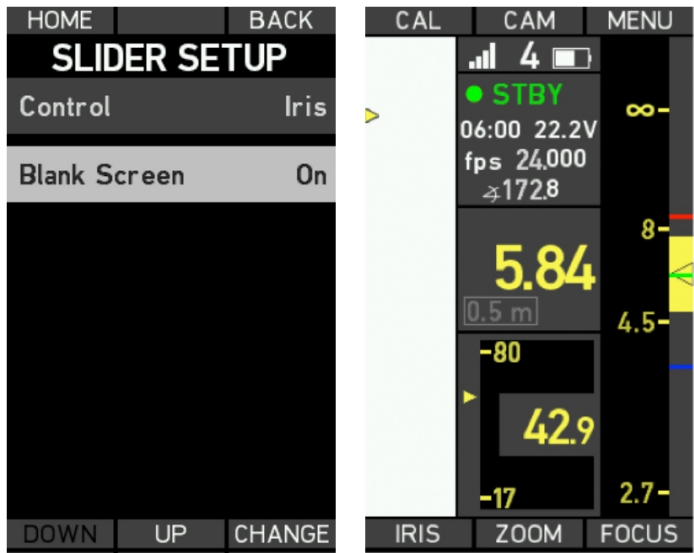 HOME BACK
SLIDER SETUP
Control Iris
Blank Screen On
DOWN UP CHANGE
CAL CAM MENU
4
STBY
06:00 22.2V
fps 24.000
∡172.8
5.84
0.5 m
80
42.9
17
∞
8
4.5
2.7
IRIS ZOOM FOCUS